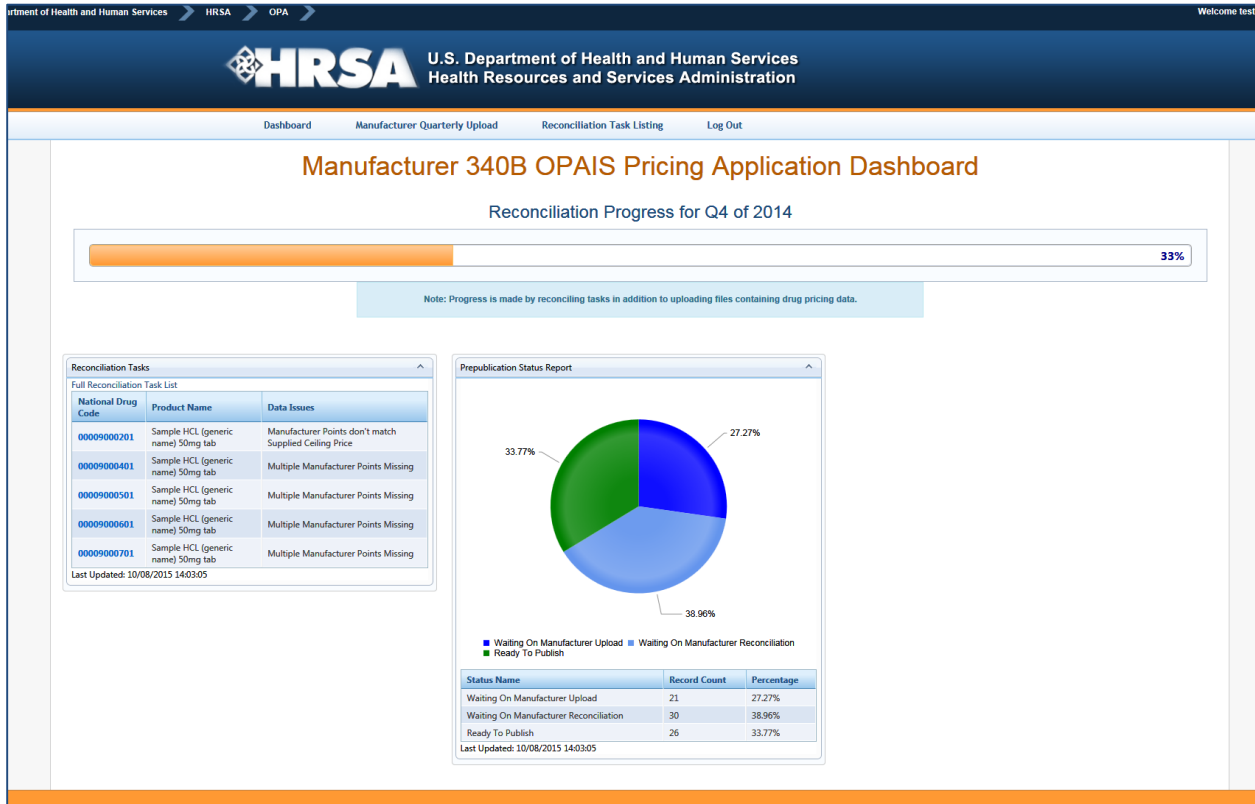 rtment of Health and Human Services HRSA OPA Welcome test
HRSA
U.S. Department of Health and Human Services
Health Resources and Services Administration
Dashboard Manufacturer Quarterly Upload Reconciliation Task Listing Log Out
Manufacturer 340B OPAIS Pricing Application Dashboard
Reconciliation Progress for Q4 of 2014
33%
Note: Progress is made by reconciling tasks in addition to uploading files containing drug pricing data.
Reconciliation Tasks
Full Reconciliation Task List
National Drug Code Product Name Data Issues
00009000201 Sample HCL (generic name) 50mg tab Manufacturer Points don't match Supplied Ceiling Price
00009000401 Sample HCL (generic name) 50mg tab Multiple Manufacturer Points Missing
00009000501 Sample HCL (generic name) 50mg tab Multiple Manufacturer Points Missing
00009000601 Sample HCL (generic name) 50mg tab Multiple Manufacturer Points Missing
00009000701 Sample HCL (generic name) 50mg tab Multiple Manufacturer Points Missing
Last Updated: 10/08/2015 14:03:05
Prepublication Status Report
27.27%
33.77%
38.96%
Waiting On Manufacturer Upload Waiting On Manufacturer Reconciliation
Ready To Publish
Status Name Record Count Percentage
Waiting On Manufacturer Upload 21 27.27%
Waiting On Manufacturer Reconciliation 30 38.96%
Ready To Publish 26 33.77%
Last Updated: 10/08/2015 14:03:05